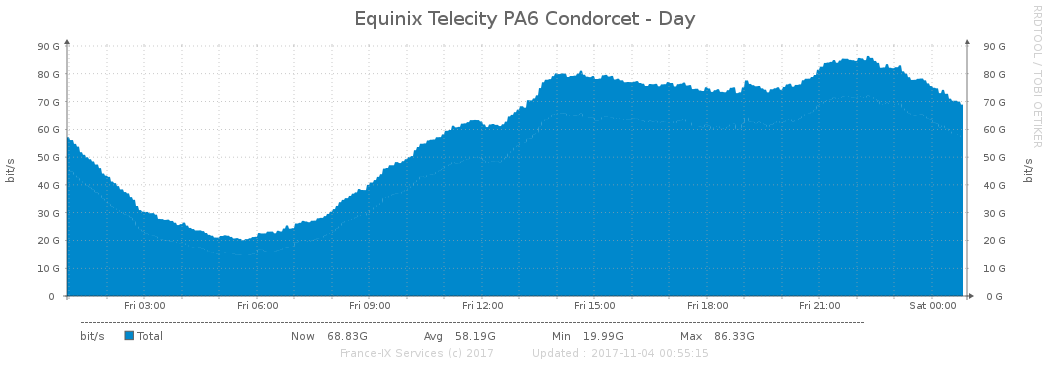 Equinix Telecity PA6 Condorcet - Day
RRDTOOL / TOBI OETIKER
90 G 90 G
80 G 80 G
70 G 70 G
60 G 60 G
50 G 50 G
40 G 40 G
30 G 30 G
20 G 20 G
10 G 10 G
0 0 G
bit/s
bit/s
Fri 03:00 Fri 06:00 Fri 09:00 Fri 12:00 Fri 15:00 Fri 18:00 Fri 21:00 Sat 00:00
bit/s Total Now 68.83G Avg 58.19G Min 19.99G Max 86.33G
France-IX Services (c) 2017 Updated : 2017-11-04 00:55:15